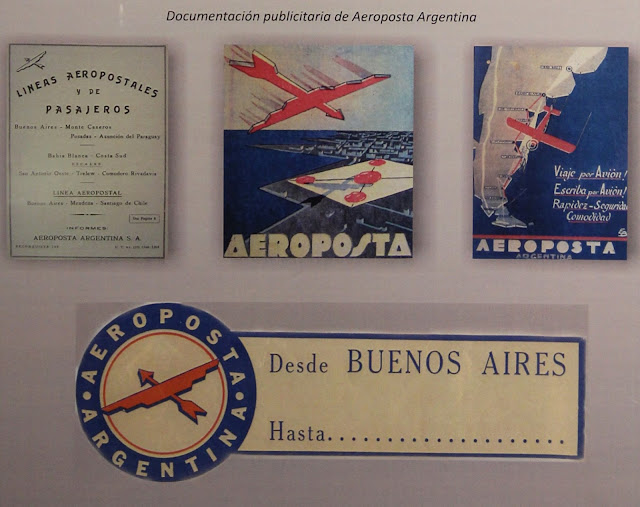 Documentación publicitaria de Aeroposta Argentina
LINEAS AEROPOSTALES
Y DE
PASAJEROS
Buenos Aires - Monte Caseros
Posadas - Asunción del Paraguay
Bahia Blanca - Costa Sud
ESCALAS
San Antonio Oeste - Trelew - Comodoro Rivadavia
LINEA AEROPOSTAL
Buenos Aires - Mendoza - Santiago de Chile
INFORMES:
AEROPOSTA ARGENTINA S.A.
AEROPOSTA
Viaje por Avión!
Escriba por Avión!
Rapidez - Seguridad
Comodidad
AEROPOSTA
ARGENTINA
AEROPOSTA
ARGENTINA
Desde BUENOS AIRES
Hasta....................